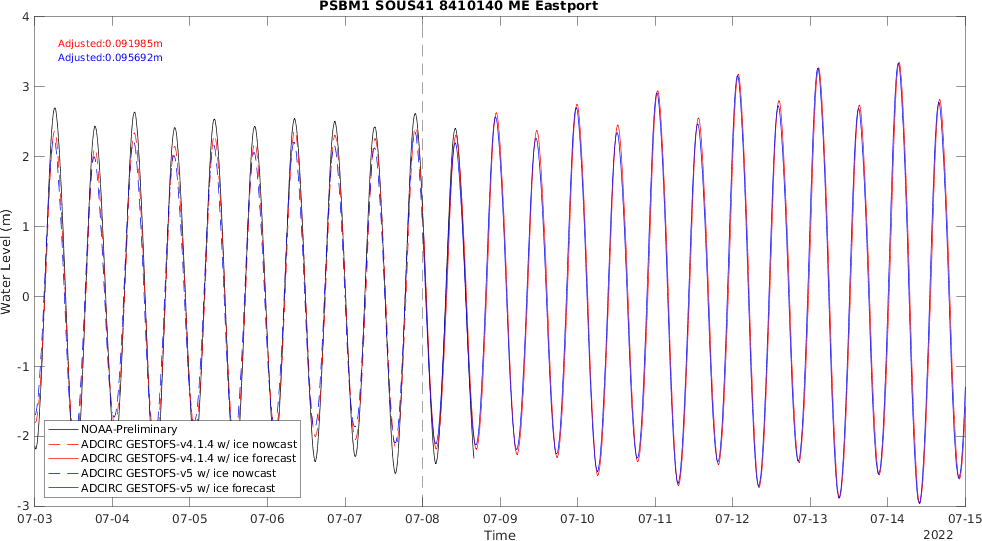 PSBM1 SOUS41 8410140 ME Eastport
Adjusted:0.091985m
Adjusted:0.095692m
4
3
2
1
0
-1
-2
-3
Water Level (m)
NOAA-Preliminary
ADCIRC GESTOFS-v4.1.4 w/ ice nowcast
ADCIRC GESTOFS-v4.1.4 w/ ice forecast
ADCIRC GESTOFS-v5 w/ ice nowcast
ADCIRC GESTOFS-v5 w/ ice forecast
07-03 07-04 07-05 07-06 07-07 07-08 07-09 07-10 07-11 07-12 07-13 07-14 07-15
Time
2022